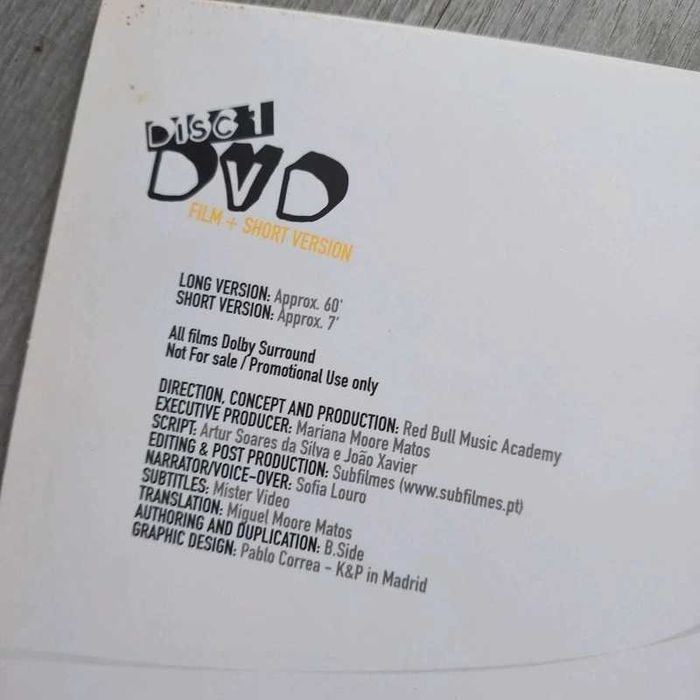 DISC 1
DVD
FILM + SHORT VERSION
LONG VERSION: Approx. 60'
SHORT VERSION: Approx. 7'
All films Dolby Surround
Not For sale / Promotional Use only
DIRECTION, CONCEPT AND PRODUCTION: Red Bull Music Academy
EXECUTIVE PRODUCER: Mariana Moore Matos
SCRIPT: Artur Soares da Silva e João Xavier
EDITING & POST PRODUCTION: Subfilmes (www.subfilmes.pt)
NARRATOR/VOICE-OVER: Sofia Louro
SUBTITLES: Míster Video
TRANSLATION: Miguel Moore Matos
AUTHORING AND DUPLICATION: B.Side
GRAPHIC DESIGN: Pablo Correa - K&P in Madrid